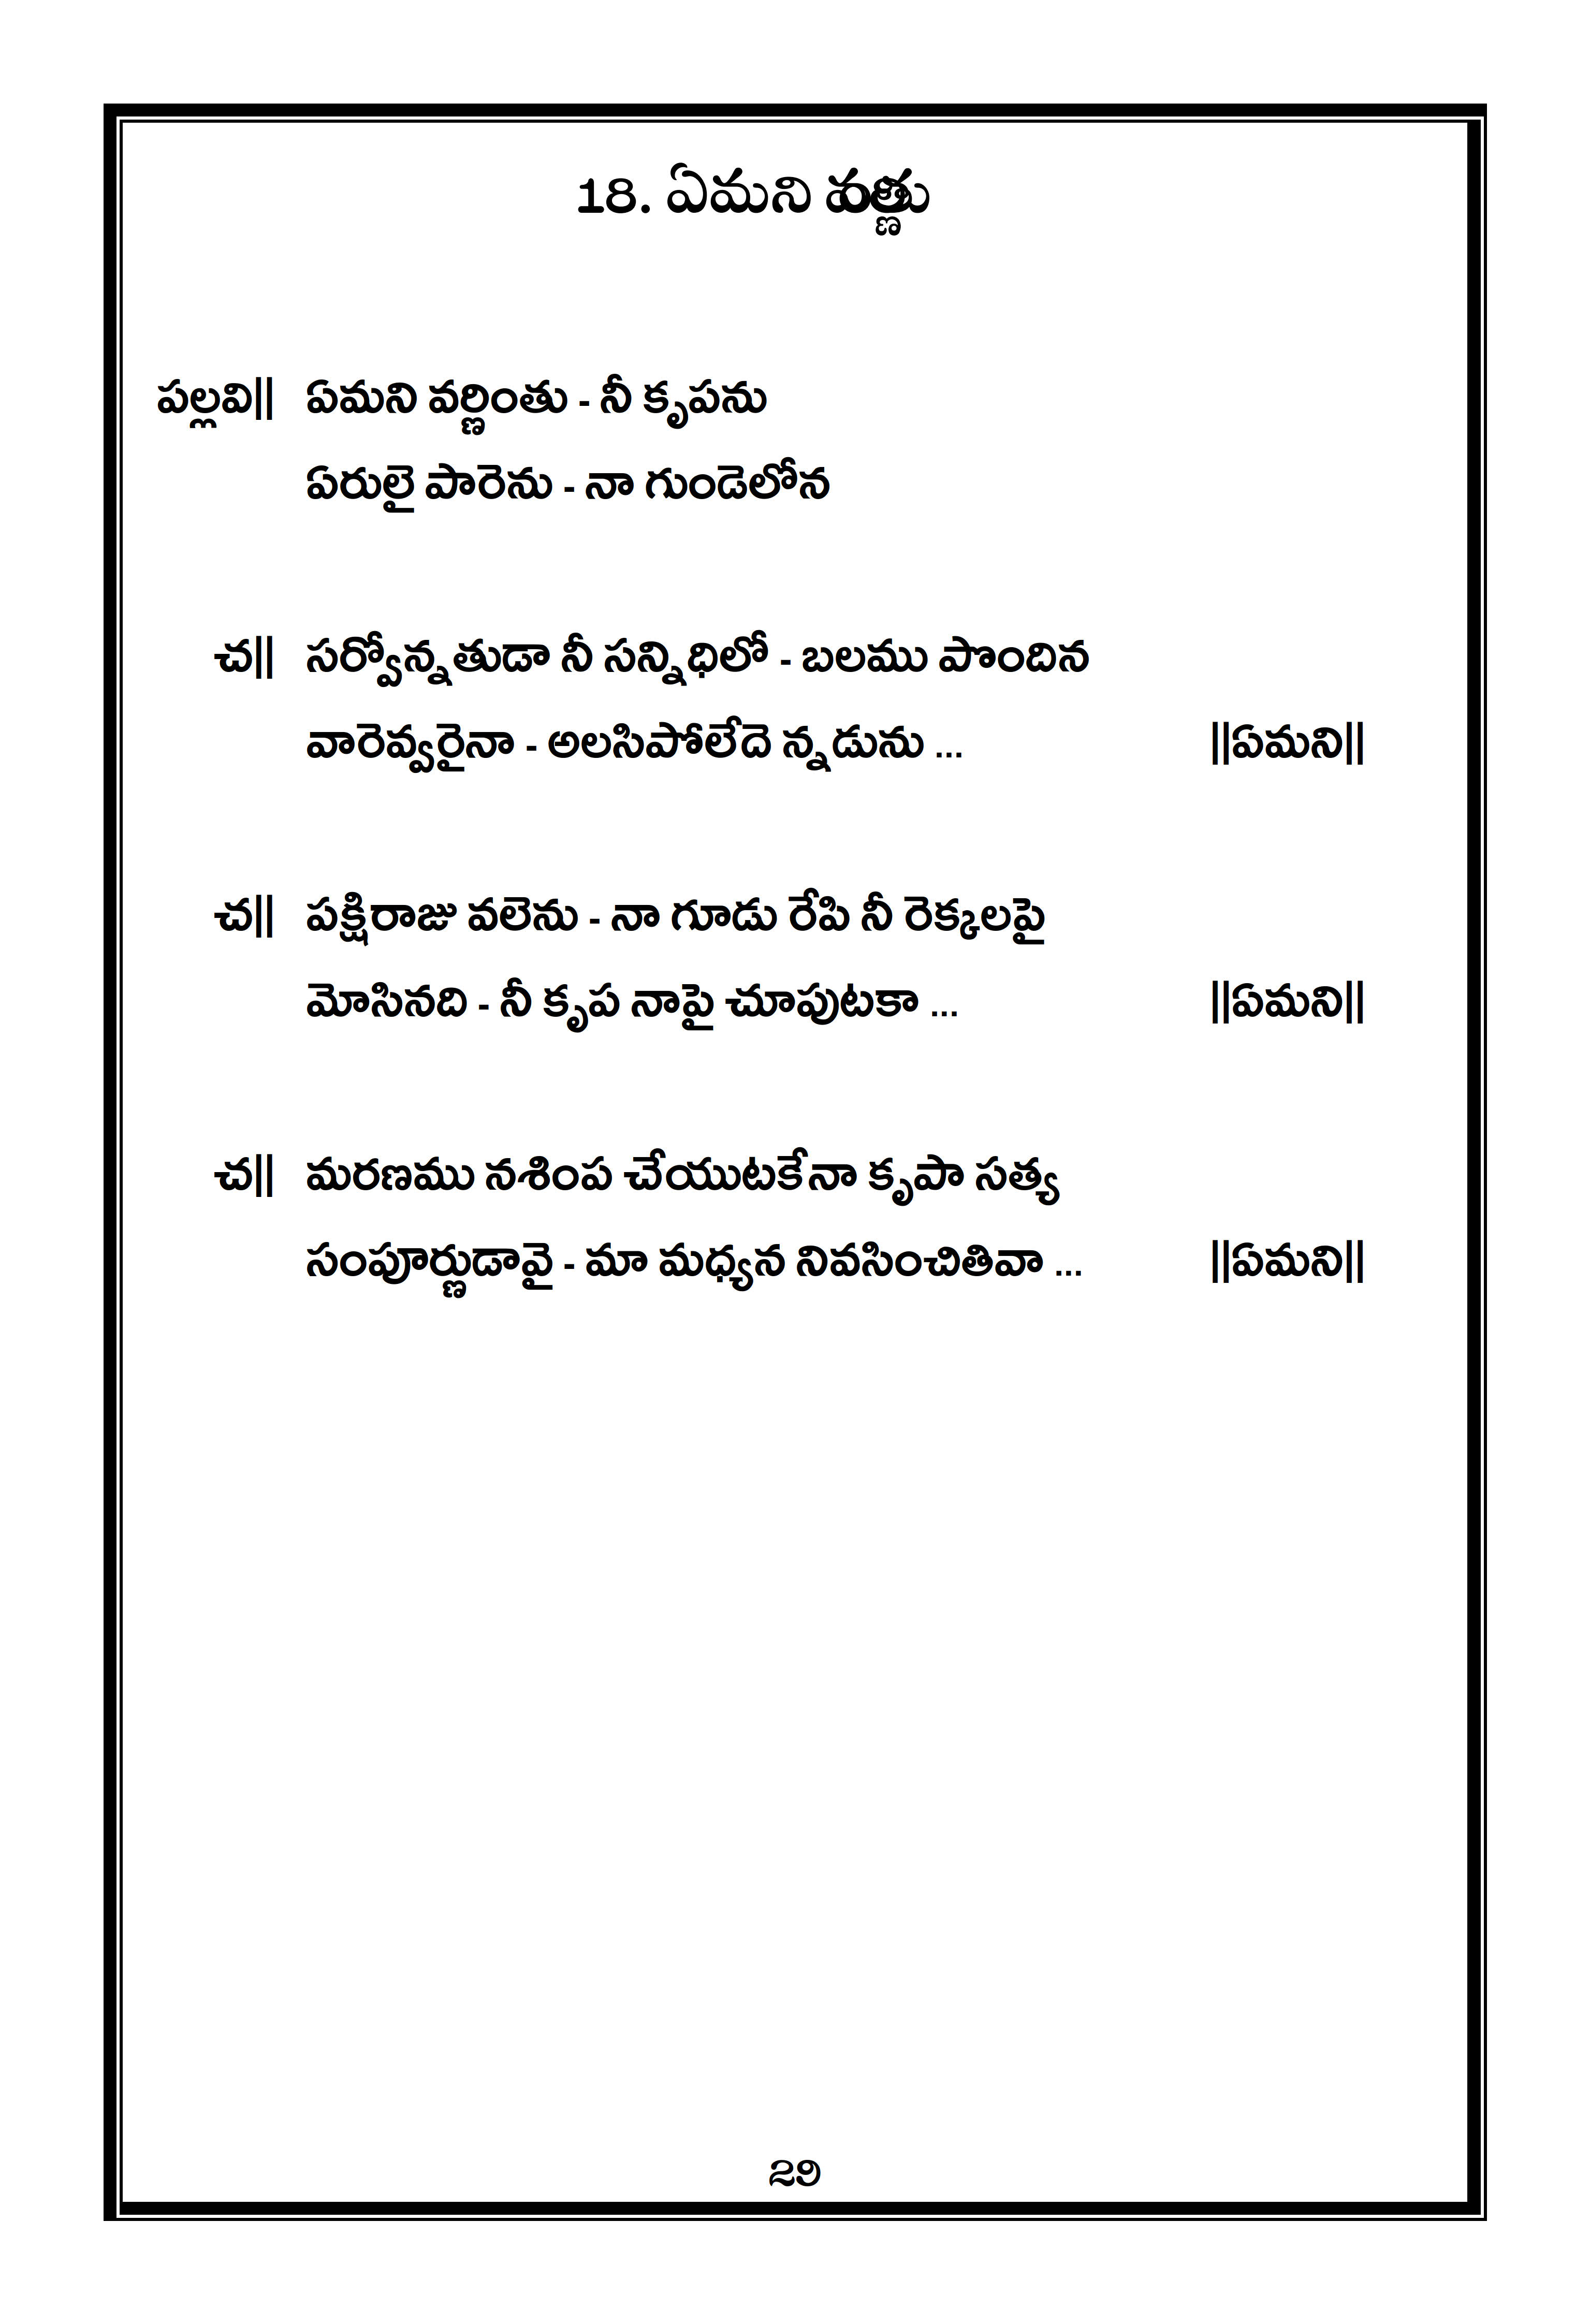 18. ఏమని వర్ణింతు
పల్లవి|| ఏమని వర్ణింతు - నీ కృపను
ఏరులై పారెను - నా గుండెలోన
చ|| సర్వోన్నతుడా నీ సన్నిధిలో - బలము పొందిన
వారెవ్వరైనా - అలసిపోలేదె న్నడును ... ||ఏమని||
చ|| పక్షిరాజు వలెను - నా గూడు రేపి నీ రెక్కలపై
మోసినది - నీ కృప నాపై చూపుటకా ... ||ఏమని||
చ|| మరణము నశింప చేయుటకేనా కృపా సత్య
సంపూర్ణుడావై - మా మధ్యన నివసించితివా ... ||ఏమని||